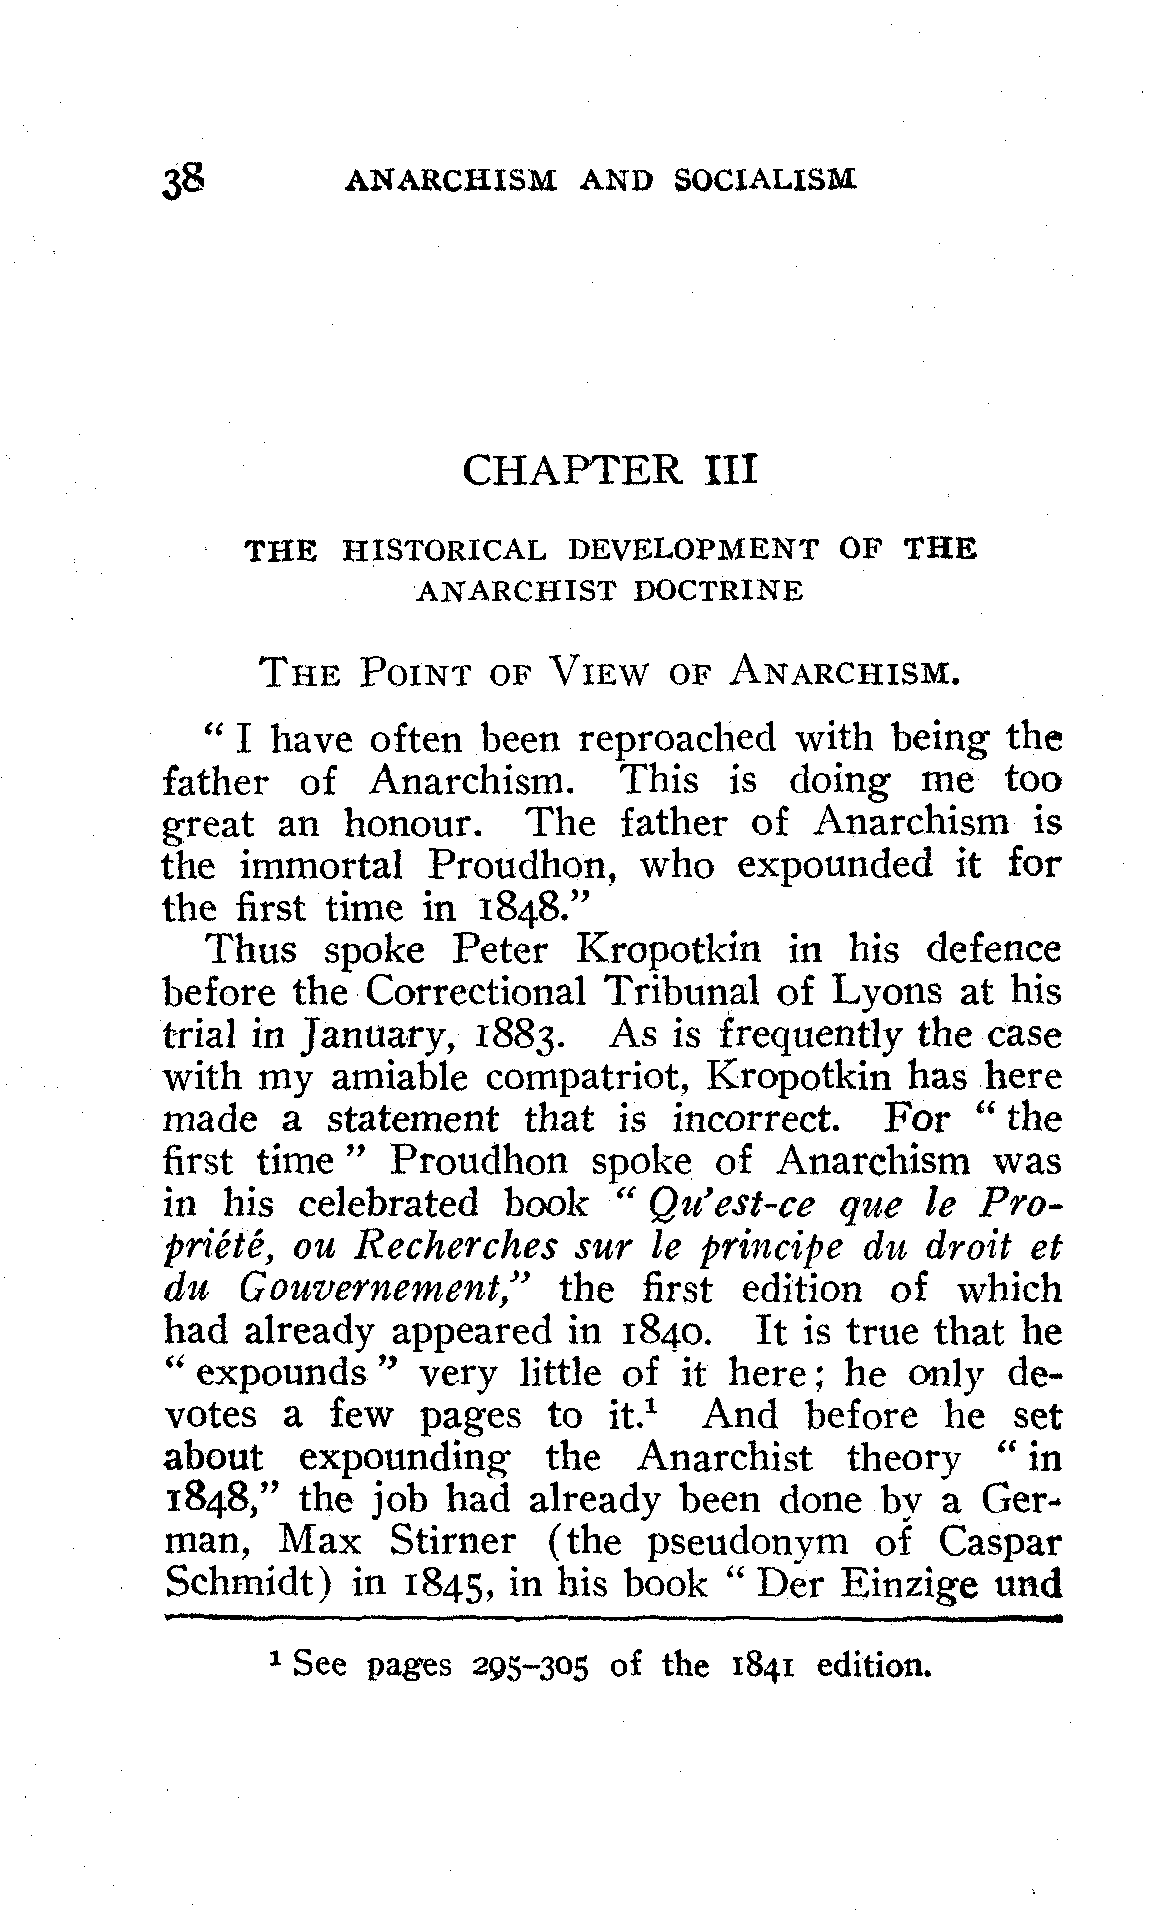 38 ANARCHISM AND SOCIALISM
CHAPTER III
THE HISTORICAL DEVELOPMENT OF THE
ANARCHIST DOCTRINE
THE POINT OF VIEW OF ANARCHISM.
" I have often been reproached with being the
father of Anarchism. This is doing me too
great an honour. The father of Anarchism is
the immortal Proudhon, who expounded it for
the first time in 1848."
Thus spoke Peter Kropotkin in his defence
before the Correctional Tribunal of Lyons at his
trial in January, 1883. As is frequently the case
with my amiable compatriot, Kropotkin has here
made a statement that is incorrect. For " the
first time " Proudhon spoke of Anarchism was
in his celebrated book " Qu'est-ce que le Pro-
priété, ou Recherches sur le principe du droit et
du Gouvernement," the first edition of which
had already appeared in 1840. It is true that he
" expounds " very little of it here; he only de-
votes a few pages to it.¹ And before he set
about expounding the Anarchist theory " in
1848," the job had already been done by a Ger-
man, Max Stirner (the pseudonym of Caspar
Schmidt) in 1845, in his book " Der Einzige und
¹ See pages 295–305 of the 1841 edition.